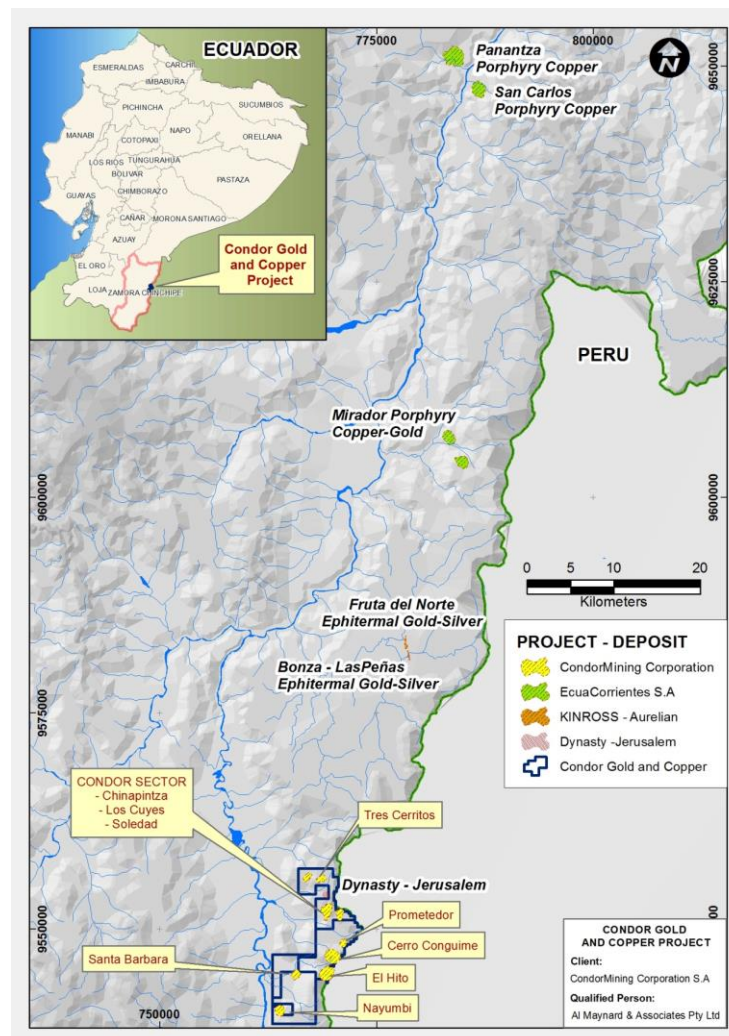 ECUADOR
ESMERALDAS
CARCHI
IMBABURA
PICHINCHA
SUCUMBIOS
MANABI
NAPO
ORELLANA
COTOPAXI
LOS RIOS
TUNGURAHUA
BOLIVAR
PASTAZA
CHIMBORAZO
GUAYAS
CAÑAR
MORONA SANTIAGO
AZUAY
EL ORO
LOJA
ZAMORA CHINCHIPE
Condor Gold
and Copper
Project
775000
800000
Panantza
Porphyry Copper
San Carlos
Porphyry Copper
9650000
9625000
PERU
Mirador Porphyry
Copper-Gold
9600000
9600000
0 5 10 20
Kilometers
Fruta del Norte
Ephitermal Gold-Silver
Bonza - LasPeñas
Ephitermal Gold-Silver
PROJECT - DEPOSIT
CondorMining Corporation
EcuaCorrientes S.A
KINROSS - Aurelian
Dynasty -Jerusalem
Condor Gold and Copper
9575000
CONDOR SECTOR
- Chinapintza
- Los Cuyes
- Soledad
Tres Cerritos
Dynasty - Jerusalem
Prometedor
9550000
Cerro Conguime
Santa Barbara
El Hito
Nayumbi
750000
CONDOR GOLD
AND COPPER PROJECT
Client:
CondorMining Corporation S.A
Qualified Person:
Al Maynard & Associates Pty Ltd